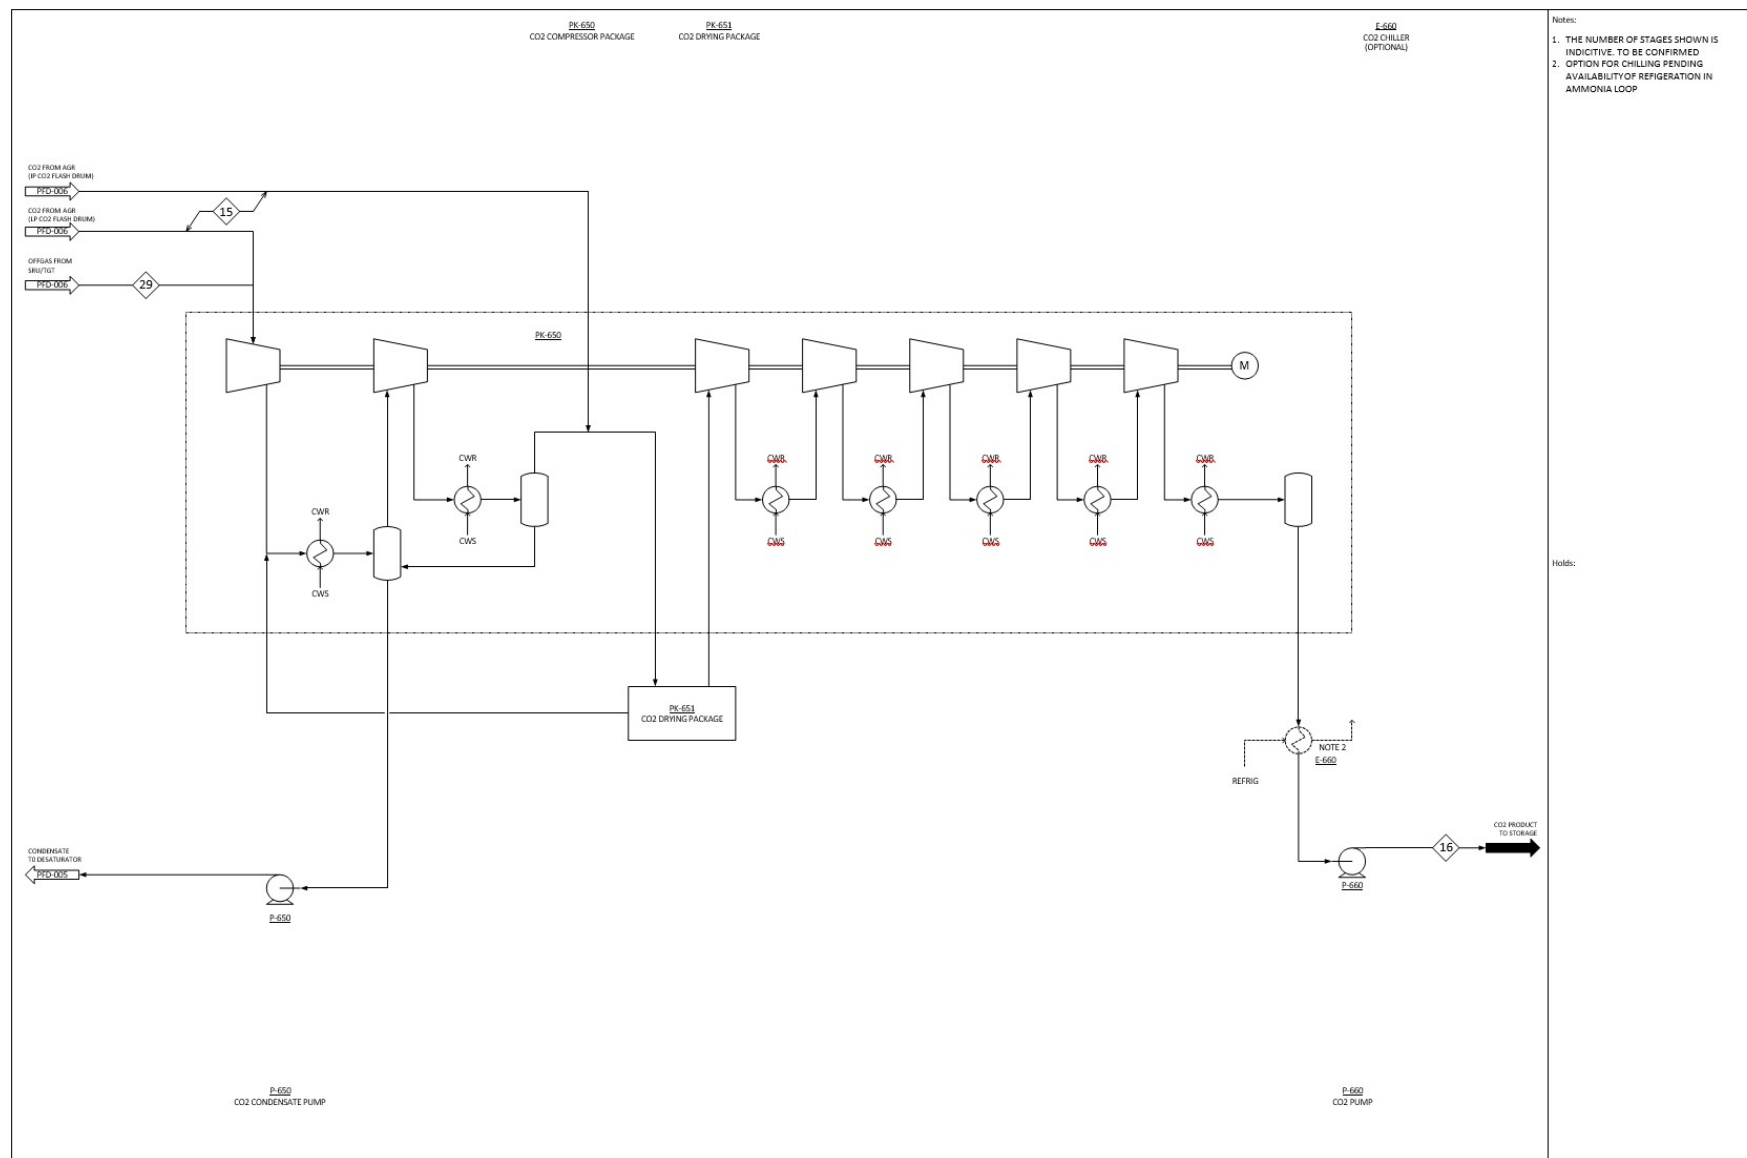 PK-650
CO2 COMPRESSOR PACKAGE
PK-651
CO2 DRYING PACKAGE
E-660
CO2 CHILLER
(OPTIONAL)
Notes:
1. THE NUMBER OF STAGES SHOWN IS
INDICITIVE. TO BE CONFIRMED
2. OPTION FOR CHILLING PENDING
AVAILABILITY OF REFIGERATION IN
AMMONIA LOOP
CO2 FROM AGR
(IP CO2 FLASH DRUM)
PFD-006
15
CO2 FROM AGR
(LP CO2 FLASH DRUM)
PFD-006
OFFGAS FROM
SRU/TGT
PFD-006
29
PK-650
M
CWR
CWR
CWR
CWR
CWR
CWR
CWR
CWS
CWS
CWS
CWS
CWS
CWS
CWS
Holds:
PK-651
CO2 DRYING PACKAGE
NOTE 2
E-660
REFRIG
CO2 PRODUCT
TO STORAGE
16
P-660
CONDENSATE
T0 DESATURATOR
PFD-005
P-650
P-650
CO2 CONDENSATE PUMP
P-660
CO2 PUMP